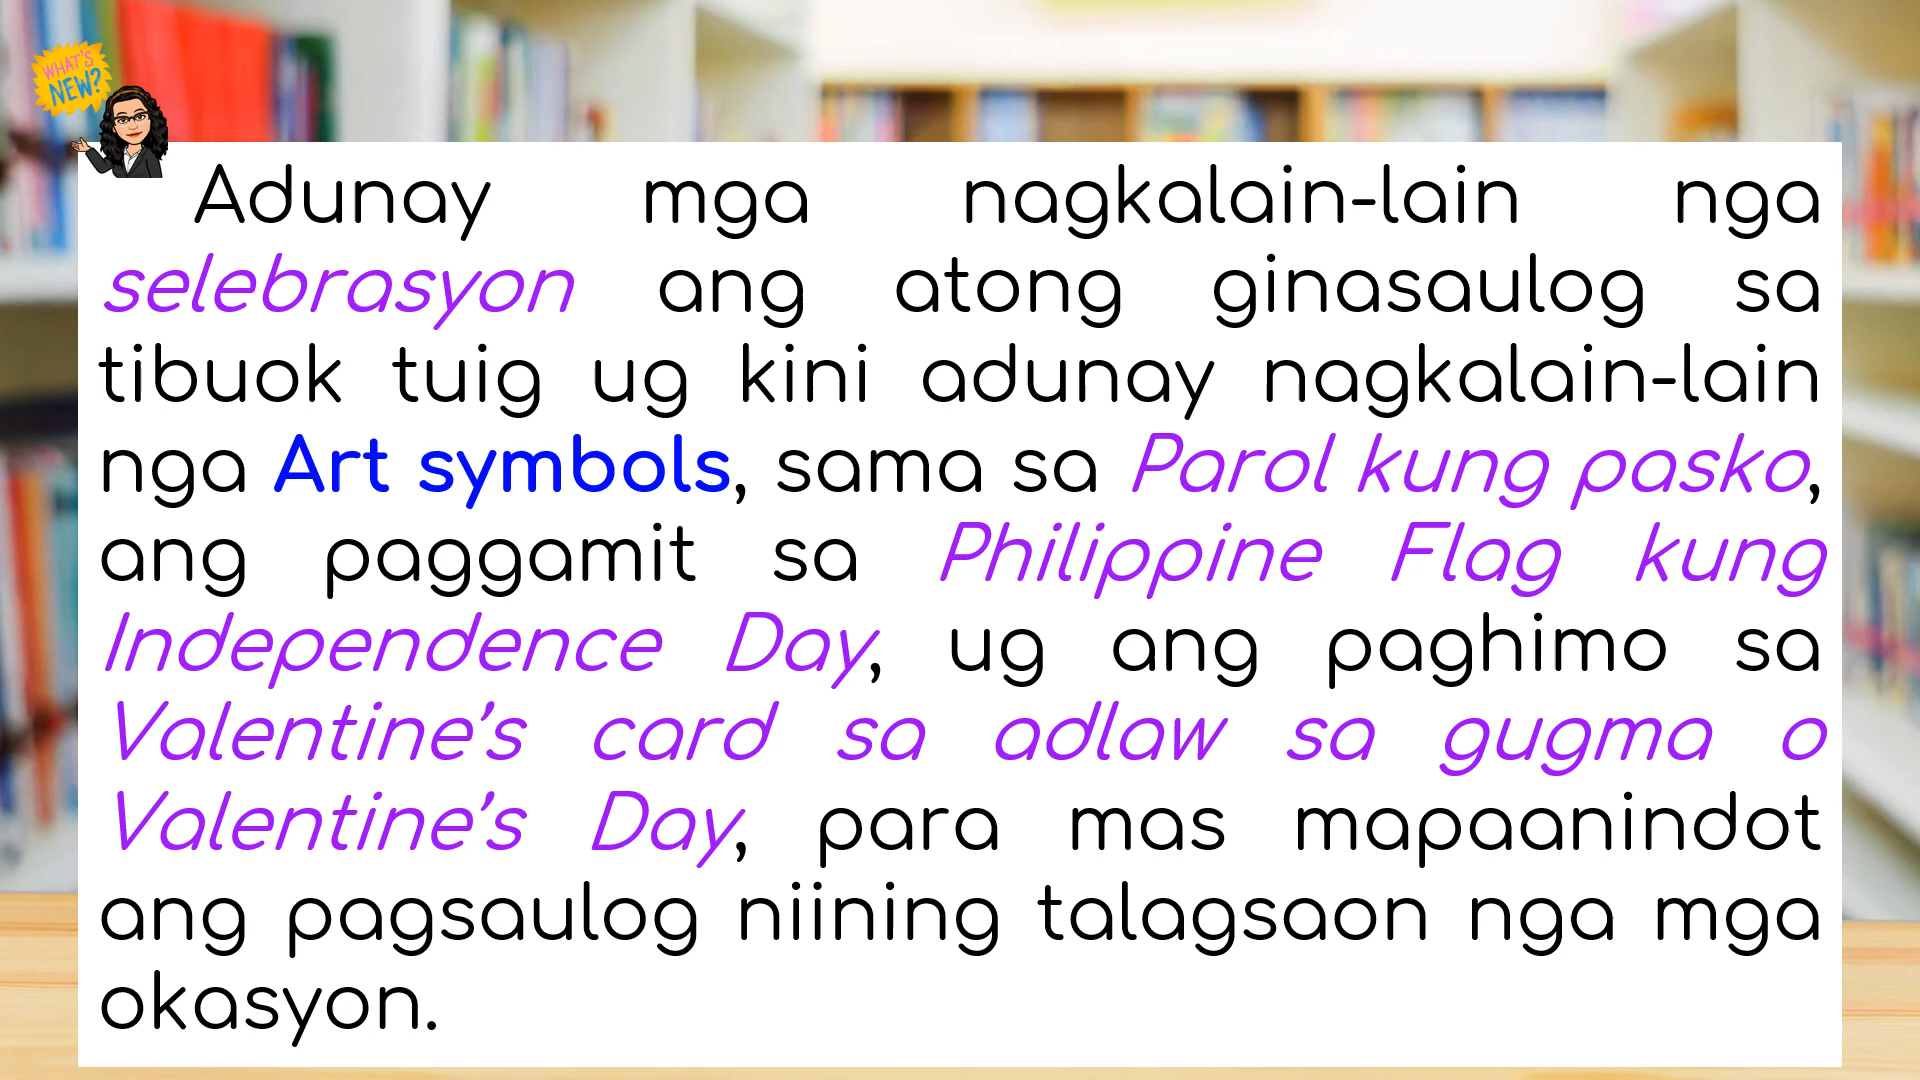 WHAT'S
NEW?
Adunay mga nagkalain-lain nga
selebrasyon ang atong ginasaulog sa
tibuok tuig ug kini adunay nagkalain-lain
nga Art symbols, sama sa Parol kung pasko,
ang paggamit sa Philippine Flag kung
Independence Day, ug ang paghimo sa
Valentine’s card sa adlaw sa gugma o
Valentine’s Day, para mas mapaanindot
ang pagsaulog niining talagsaon nga mga
okasyon.